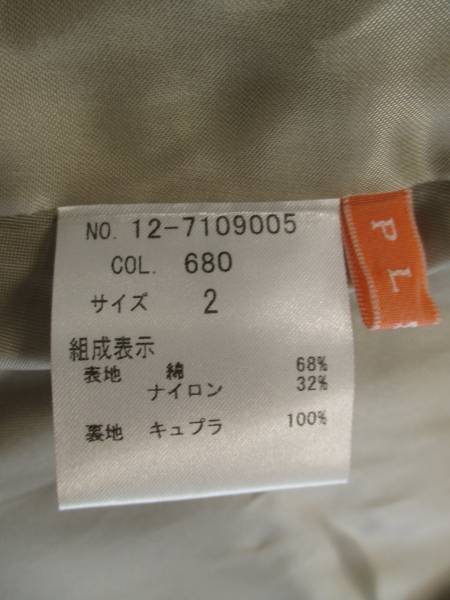 NO. 12-7109005
COL. 680
サイズ 2
組成表示
表地 綿 68%
ナイロン 32%
裏地 キュプラ 100%
PL